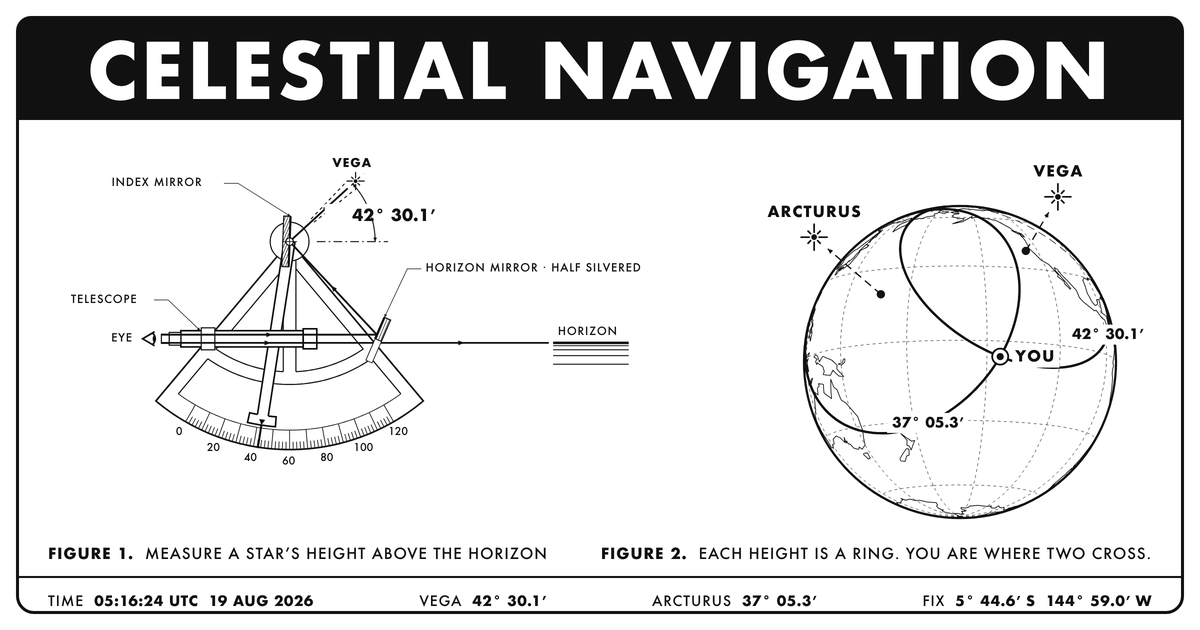 CELESTIAL NAVIGATION
VEGA
INDEX MIRROR
42° 30.1′
HORIZON MIRROR · HALF SILVERED
TELESCOPE
EYE
HORIZON
0
20
40
60
80
100
120
VEGA
ARCTURUS
42° 30.1′
YOU
37° 05.3′
FIGURE 1. MEASURE A STAR’S HEIGHT ABOVE THE HORIZON
FIGURE 2. EACH HEIGHT IS A RING. YOU ARE WHERE TWO CROSS.
TIME 05:16:24 UTC 19 AUG 2026
VEGA 42° 30.1′
ARCTURUS 37° 05.3′
FIX 5° 44.6′ S 144° 59.0′ W